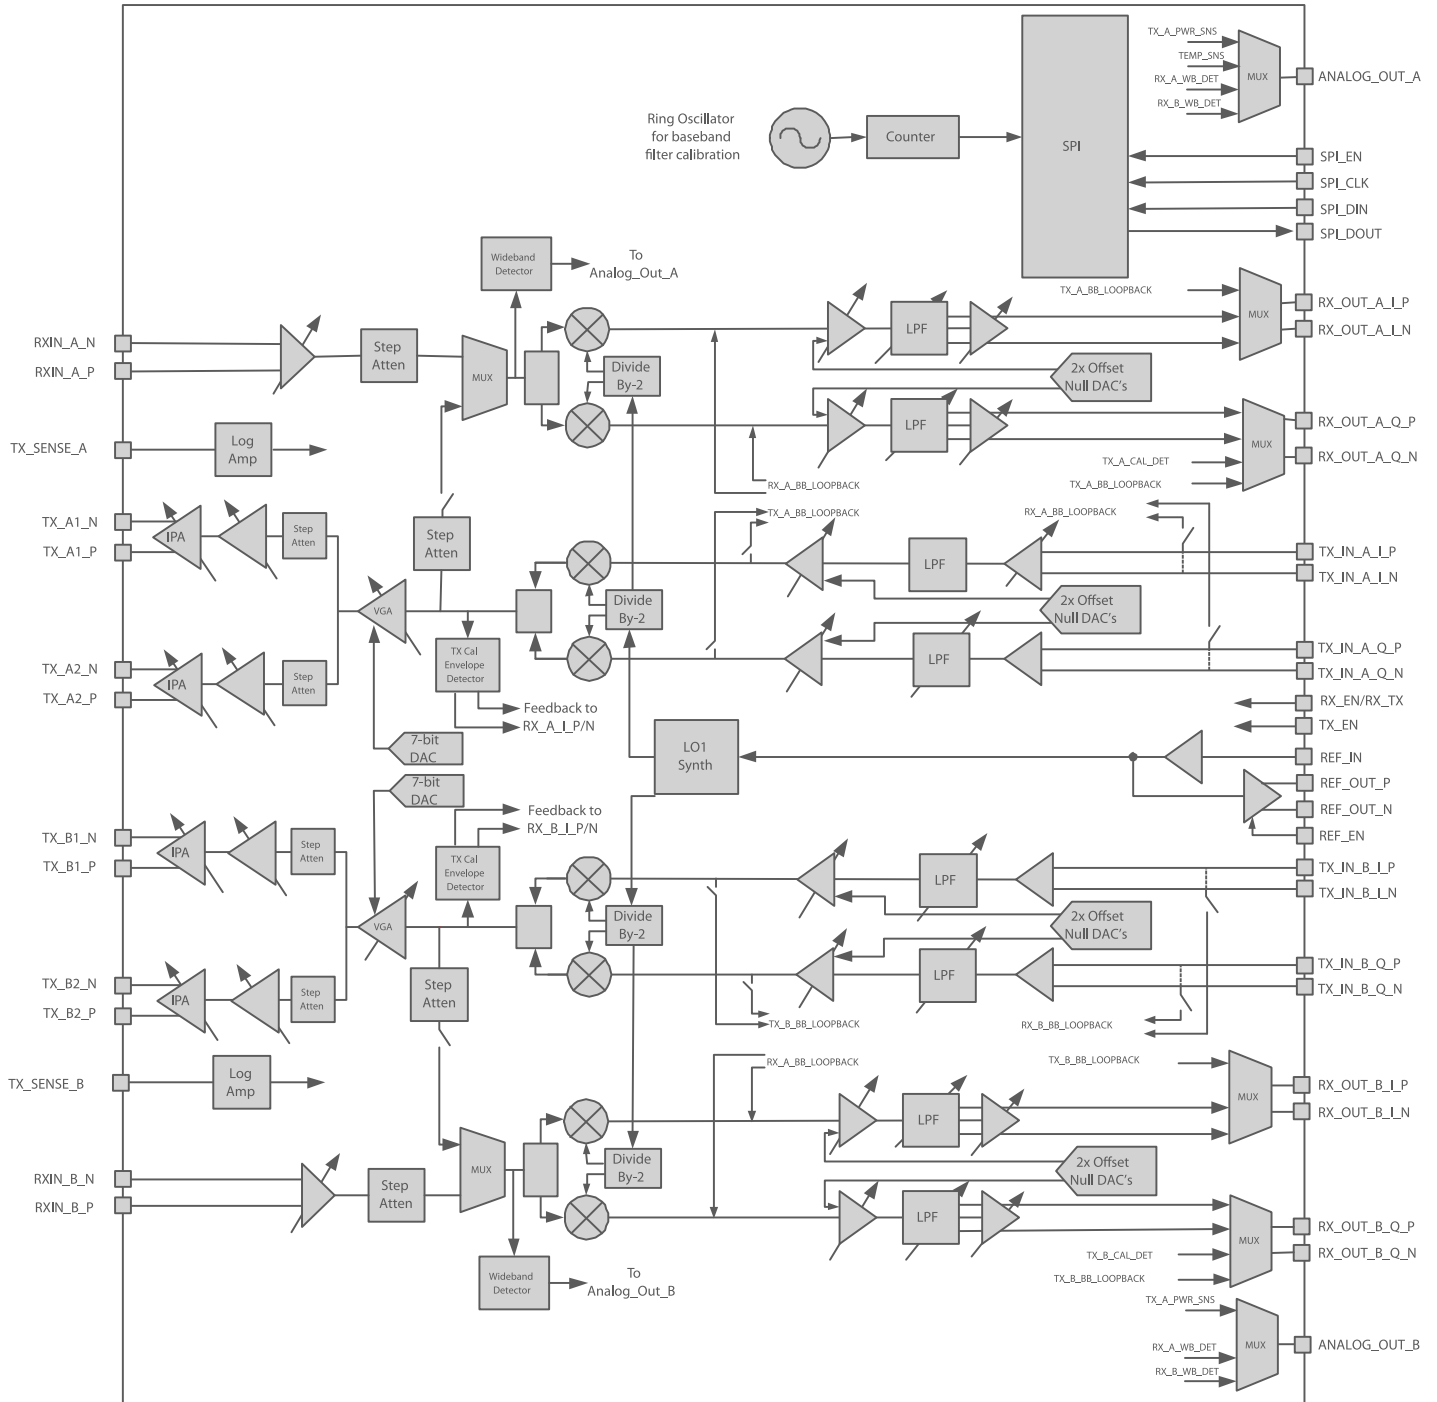 TX_A_PWR_SNS
TEMP_SNS
RX_A_WB_DET
RX_B_WB_DET
MUX
ANALOG_OUT_A
Ring Oscillator
for baseband
filter calibration
Counter
SPI
SPI_EN
SPI_CLK
SPI_DIN
SPI_DOUT
Wideband
Detector
To
Analog_Out_A
TX_A_BB_LOOPBACK
MUX
RX_OUT_A_I_P
RX_OUT_A_I_N
RXIN_A_N
RXIN_A_P
Step
Atten
MUX
Divide
By-2
LPF
2x Offset
Null DAC's
LPF
MUX
RX_OUT_A_Q_P
RX_OUT_A_Q_N
TX_A_CAL_DET
TX_A_BB_LOOPBACK
TX_SENSE_A
Log
Amp
RX_A_BB_LOOPBACK
TX_A_BB_LOOPBACK
RX_A_BB_LOOPBACK
TX_A1_N
TX_A1_P
IPA
Step
Atten
Step
Atten
LPF
TX_IN_A_I_P
TX_IN_A_I_N
VGA
Divide
By-2
2x Offset
Null DAC's
TX_A2_N
TX_A2_P
IPA
Step
Atten
TX Cal
Envelope
Detector
LPF
TX_IN_A_Q_P
TX_IN_A_Q_N
Feedback to
RX_A_I_P/N
RX_EN/RX_TX
TX_EN
7-bit
DAC
LO1
Synth
REF_IN
7-bit
DAC
REF_OUT_P
REF_OUT_N
REF_EN
Feedback to
RX_B_I_P/N
TX_B1_N
TX_B1_P
IPA
Step
Atten
TX Cal
Envelope
Detector
LPF
TX_IN_B_I_P
TX_IN_B_I_N
VGA
Divide
By-2
2x Offset
Null DAC's
TX_B2_N
TX_B2_P
IPA
Step
Atten
Step
Atten
LPF
TX_IN_B_Q_P
TX_IN_B_Q_N
TX_B_BB_LOOPBACK
RX_B_BB_LOOPBACK
TX_SENSE_B
Log
Amp
RX_A_BB_LOOPBACK
TX_B_BB_LOOPBACK
MUX
RX_OUT_B_I_P
RX_OUT_B_I_N
LPF
RXIN_B_N
RXIN_B_P
Step
Atten
MUX
Divide
By-2
2x Offset
Null DAC's
LPF
MUX
RX_OUT_B_Q_P
RX_OUT_B_Q_N
TX_B_CAL_DET
TX_B_BB_LOOPBACK
Wideband
Detector
To
Analog_Out_B
TX_A_PWR_SNS
RX_A_WB_DET
RX_B_WB_DET
MUX
ANALOG_OUT_B